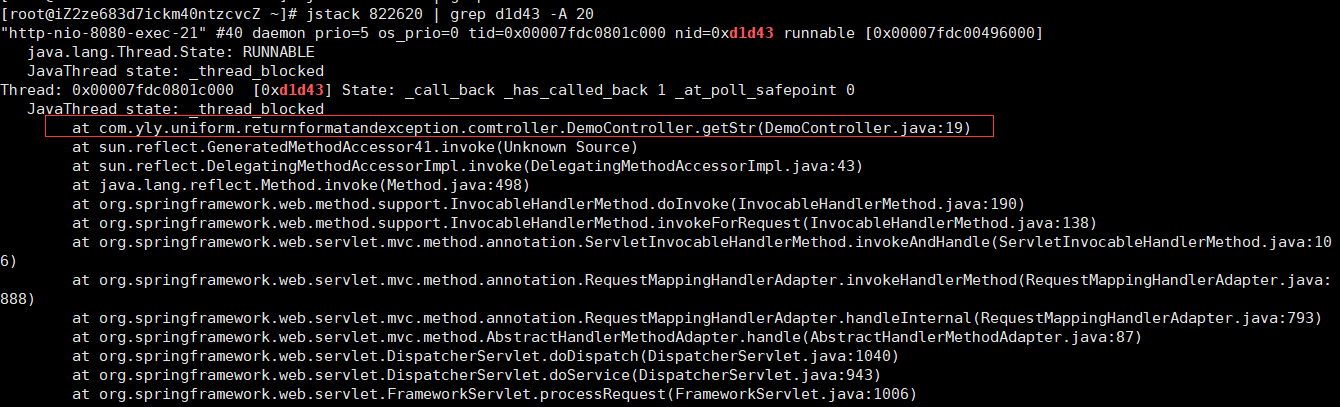 [root@iZ2ze683d7ickm40ntzcvcZ ~]# jstack 822620 | grep d1d43 -A 20
"http-nio-8080-exec-21" #40 daemon prio=5 os_prio=0 tid=0x00007fdc0801c000 nid=0xd1d43 runnable [0x00007fdc00496000]
   java.lang.Thread.State: RUNNABLE
   JavaThread state: _thread_blocked
Thread: 0x00007fdc0801c000  [0xd1d43] State: _call_back _has_called_back 1 _at_poll_safepoint 0
   JavaThread state: _thread_blocked
        at com.yly.uniform.returnformatandexception.comtroller.DemoController.getStr(DemoController.java:19)
        at sun.reflect.GeneratedMethodAccessor41.invoke(Unknown Source)
        at sun.reflect.DelegatingMethodAccessorImpl.invoke(DelegatingMethodAccessorImpl.java:43)
        at java.lang.reflect.Method.invoke(Method.java:498)
        at org.springframework.web.method.support.InvocableHandlerMethod.doInvoke(InvocableHandlerMethod.java:190)
        at org.springframework.web.method.support.InvocableHandlerMethod.invokeForRequest(InvocableHandlerMethod.java:138)
        at org.springframework.web.servlet.mvc.method.annotation.ServletInvocableHandlerMethod.invokeAndHandle(ServletInvocableHandlerMethod.java:10
6)
        at org.springframework.web.servlet.mvc.method.annotation.RequestMappingHandlerAdapter.invokeHandlerMethod(RequestMappingHandlerAdapter.java:
888)
        at org.springframework.web.servlet.mvc.method.annotation.RequestMappingHandlerAdapter.handleInternal(RequestMappingHandlerAdapter.java:793)
        at org.springframework.web.servlet.mvc.method.AbstractHandlerMethodAdapter.handle(AbstractHandlerMethodAdapter.java:87)
        at org.springframework.web.servlet.DispatcherServlet.doDispatch(DispatcherServlet.java:1040)
        at org.springframework.web.servlet.DispatcherServlet.doService(DispatcherServlet.java:943)
        at org.springframework.web.servlet.FrameworkServlet.processRequest(FrameworkServlet.java:1006)